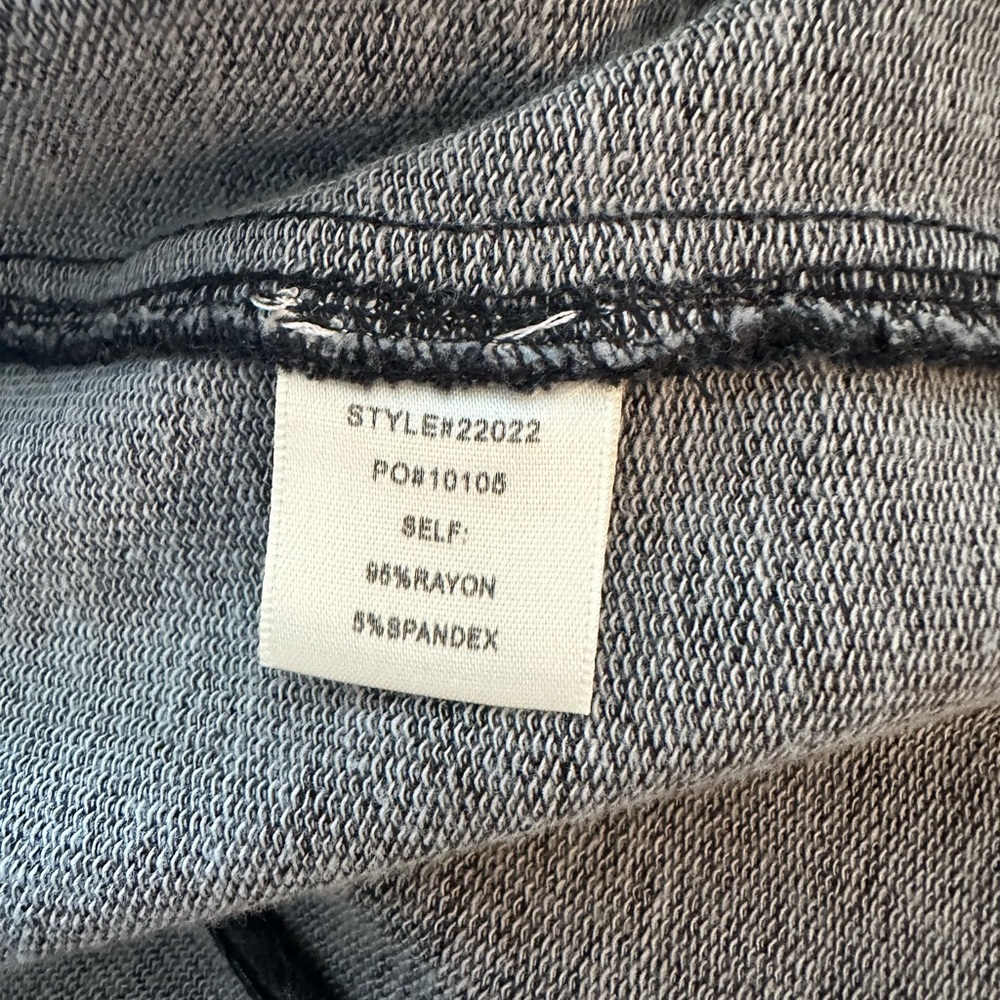 STYLE#22022
PO#10105
SELF:
95%RAYON
5%SPANDEX